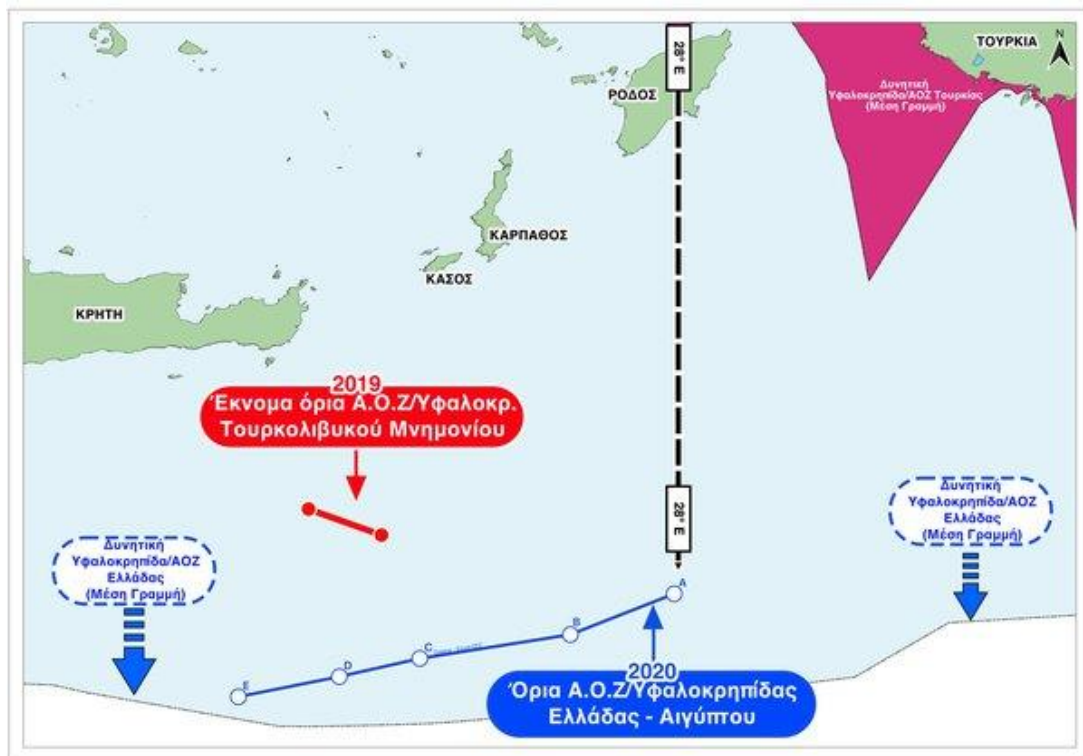 28° E
ΤΟΥΡΚΙΑ
N
Δυνητική
Υφαλοκρηπίδα/ΑΟΖ Τουρκίας
(Μέση Γραμμή)
ΡΟΔΟΣ
ΚΑΡΠΑΘΟΣ
ΚΑΣΟΣ
ΚΡΗΤΗ
2019
Έκνομα όρια Α.Ο.Ζ/Υφαλοκρ.
Τουρκολιβυκού Μνημονίου
28° E
Δυνητική
Υφαλοκρηπίδα/ΑΟΖ
Ελλάδας
(Μέση Γραμμή)
Δυνητική
Υφαλοκρηπίδα/ΑΟΖ
Ελλάδας
(Μέση Γραμμή)
A
B
C
D
E
2020
Όρια Α.Ο.Ζ/Υφαλοκρηπίδας
Ελλάδας - Αιγύπτου